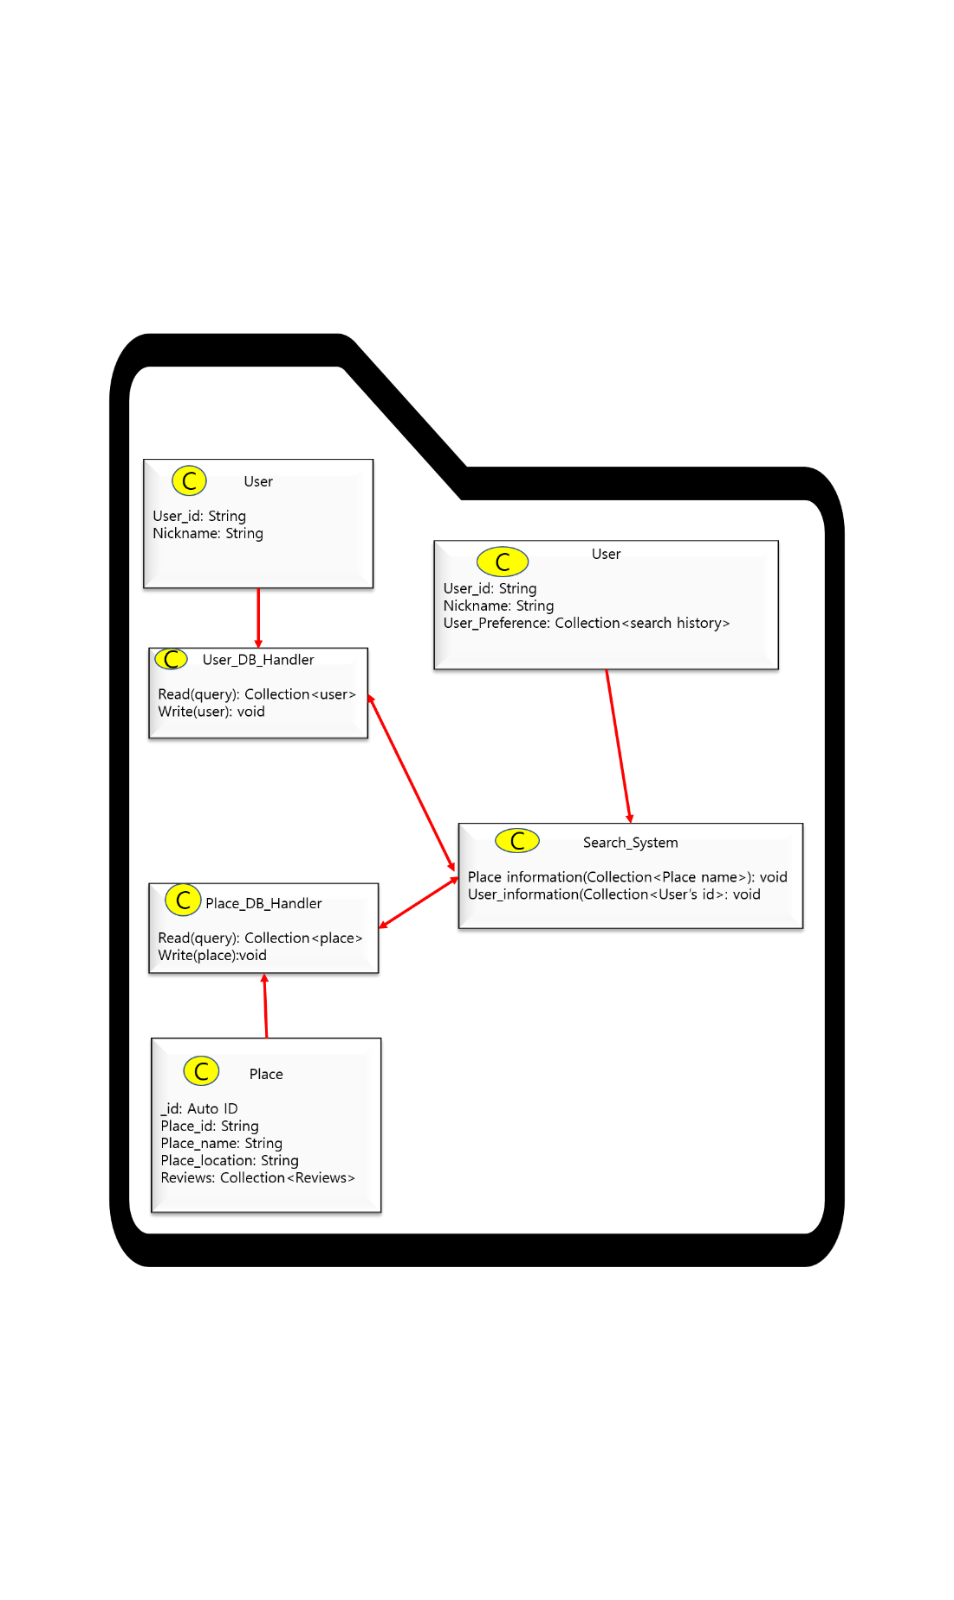 C
User
User_id: String
Nickname: String
C
User
User_id: String
Nickname: String
User_Preference: Collection<search history>
C
User_DB_Handler
Read(query): Collection<user>
Write(user): void
C
Search_System
Place information(Collection<Place name>): void
User_information(Collection<User's id>: void
C
Place_DB_Handler
Read(query): Collection<place>
Write(place):void
C
Place
_id: Auto ID
Place_id: String
Place_name: String
Place_location: String
Reviews: Collection<Reviews>